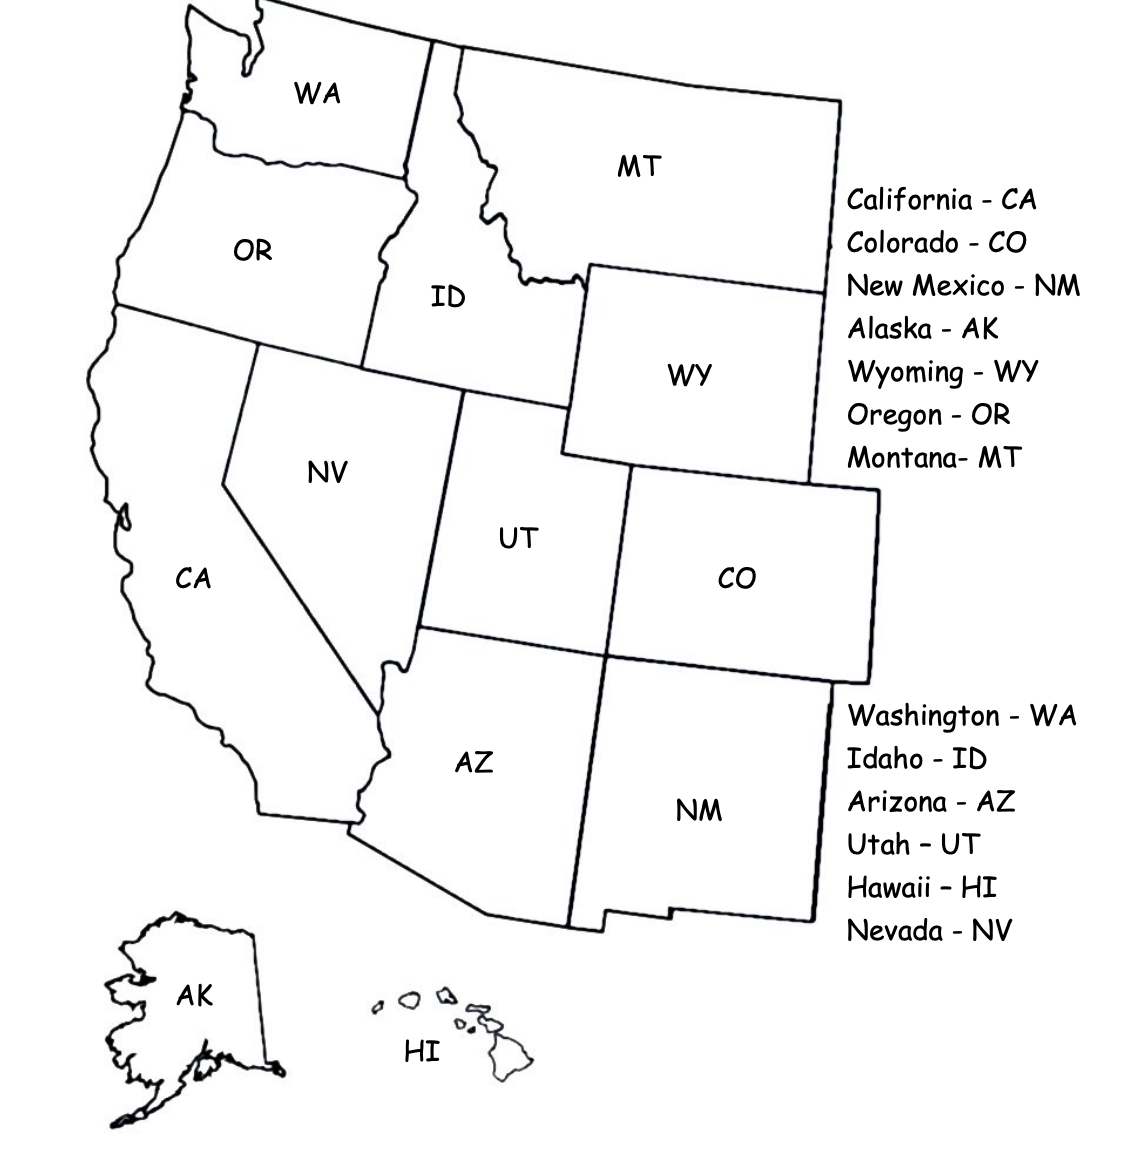 WA
MT
OR
ID
WY
NV
UT
CA
CO
AZ
NM
AK
HI
California - CA
Colorado - CO
New Mexico - NM
Alaska - AK
Wyoming - WY
Oregon - OR
Montana- MT
Washington - WA
Idaho - ID
Arizona - AZ
Utah – UT
Hawaii – HI
Nevada - NV